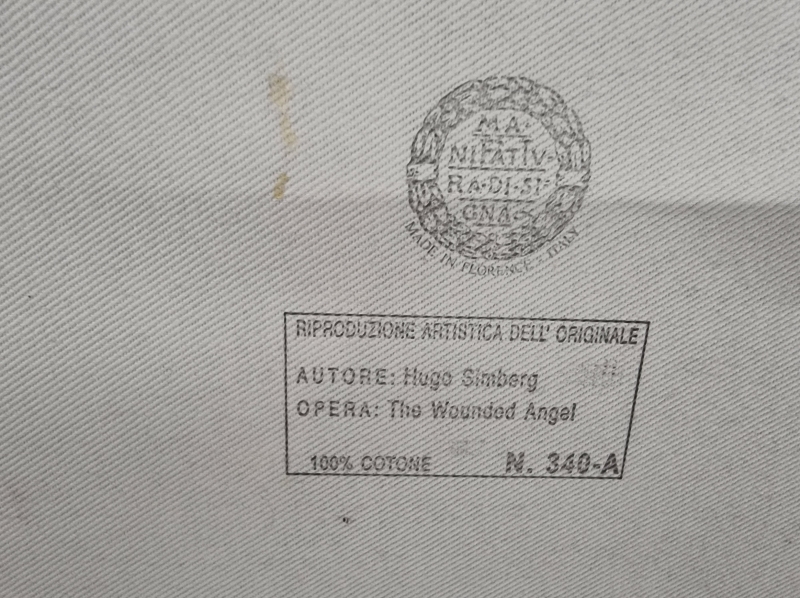 MA-
NIFATTV-
RA·DI·SI-
GNA
MADE IN FLORENCE - ITALY
RIPRODUZIONE ARTISTICA DELL' ORIGINALE
AUTORE: Hugo Simberg
OPERA: The Wounded Angel
100% COTONE N. 340-A